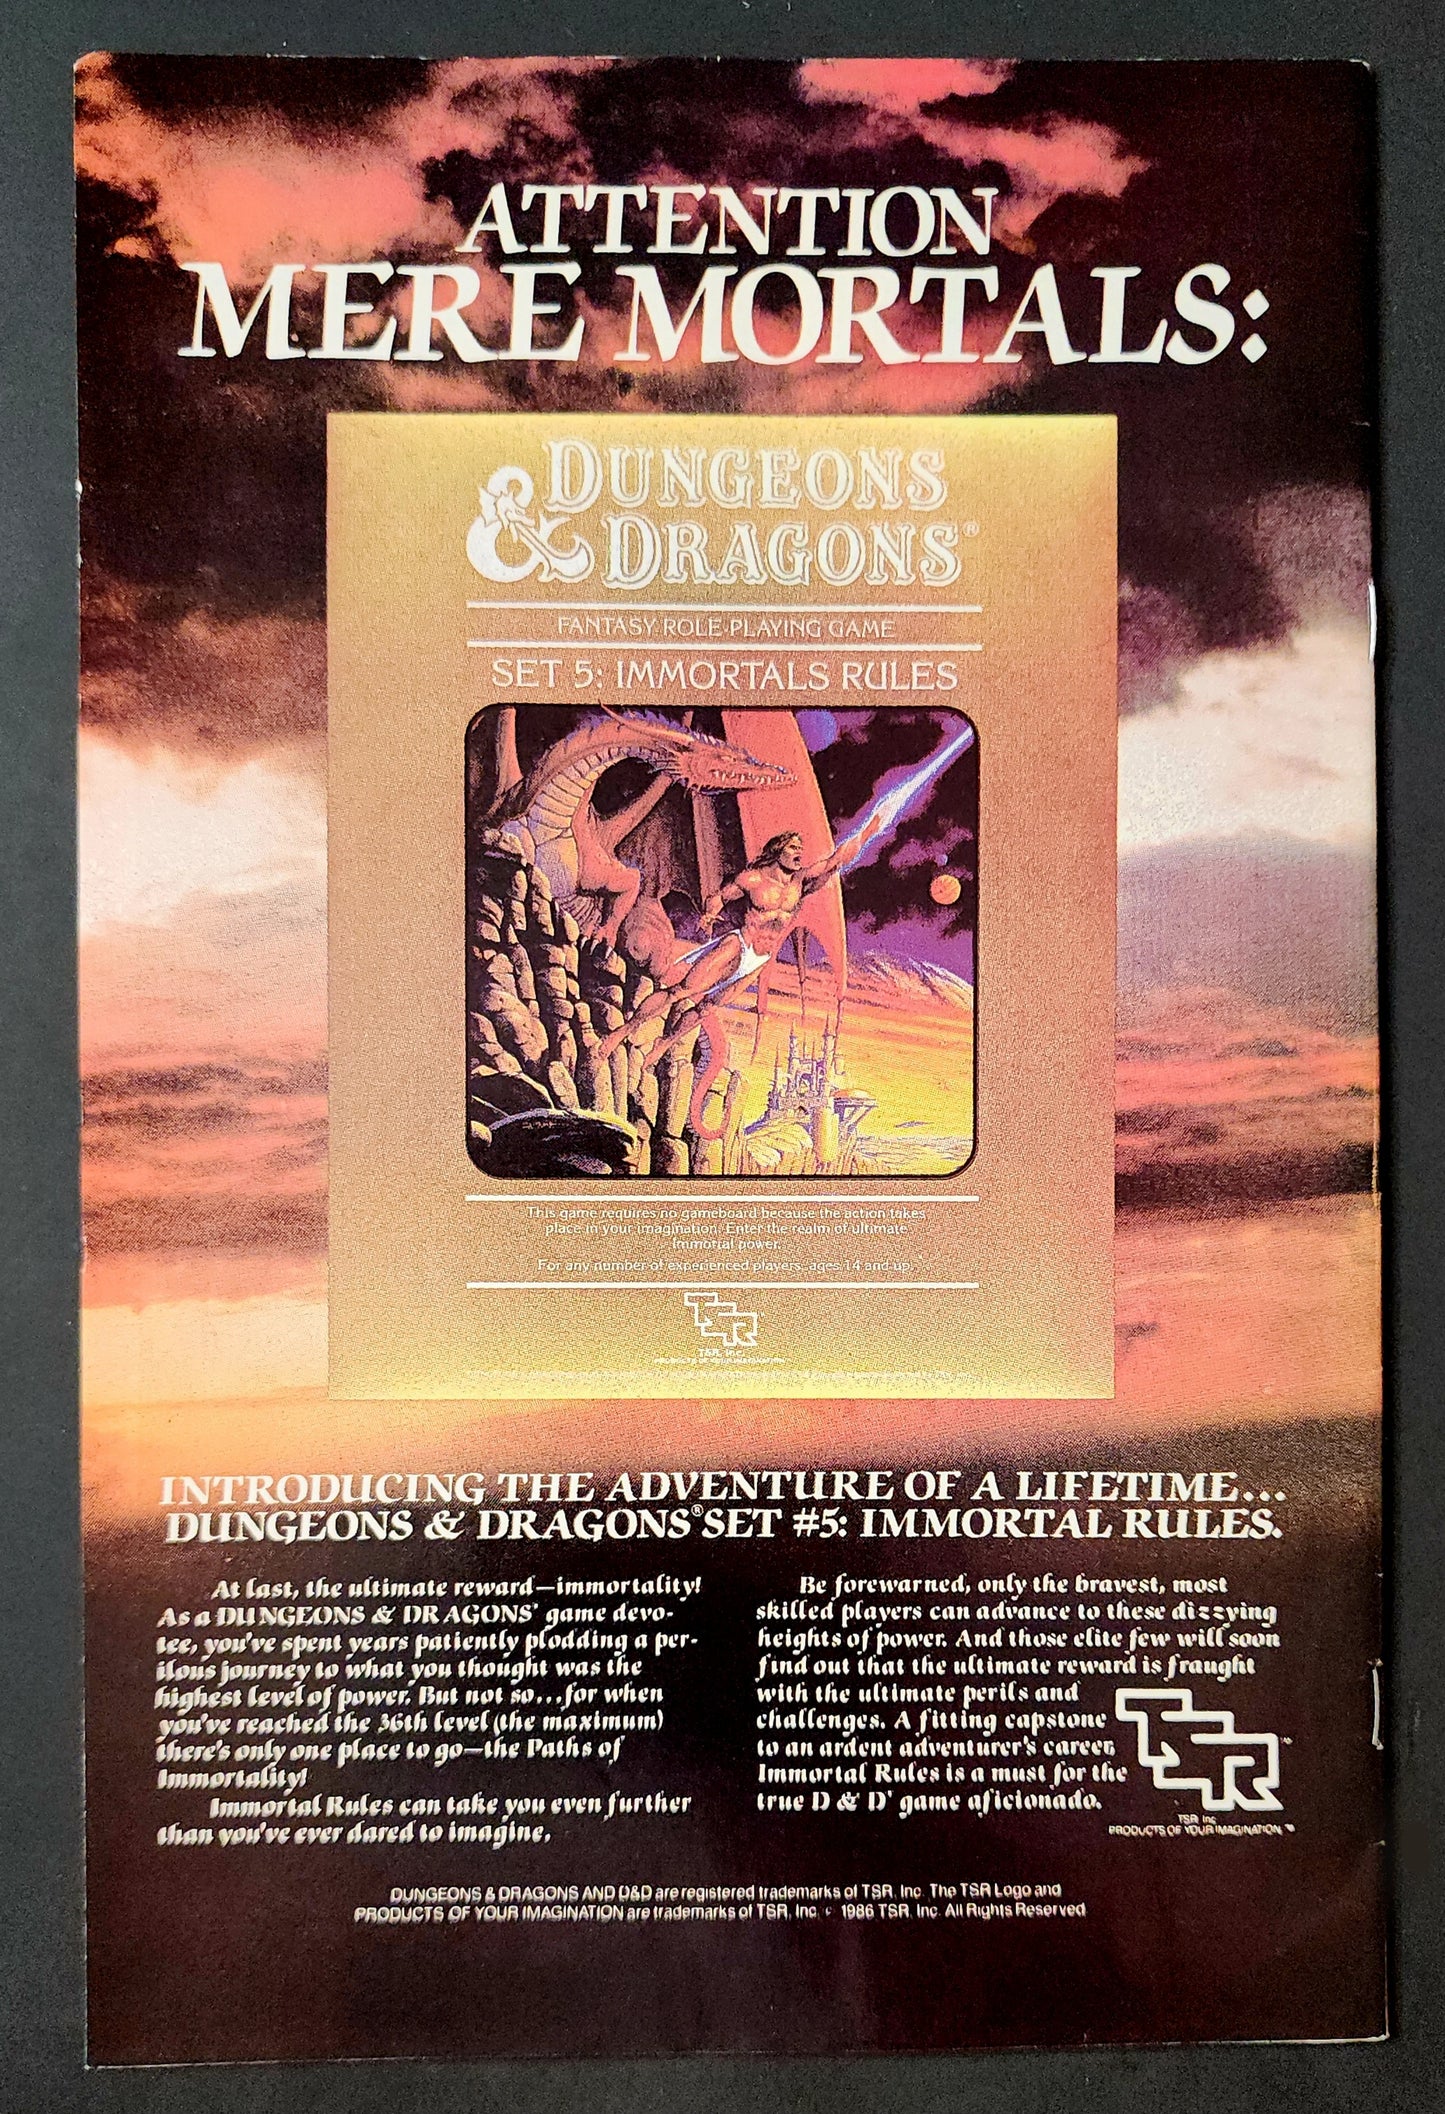 ATTENTION
MERE MORTALS:
DUNGEONS
& DRAGONS®
FANTASY ROLE-PLAYING GAME
SET 5: IMMORTALS RULES
This game requires no gameboard because the action takes
place in your imagination. Enter the realm of ultimate
Immortal power.
For any number of experienced players, ages 14 and up.
TSR
TSR, Inc.
PRODUCTS OF YOUR IMAGINATION
INTRODUCING THE ADVENTURE OF A LIFETIME...
DUNGEONS & DRAGONS® SET #5: IMMORTAL RULES.
At last, the ultimate reward—immortality!
As a DUNGEONS & DRAGONS® game devo-
tee, you've spent years patiently plodding a per-
ilous journey to what you thought was the
highest level of power. But not so...for when
you've reached the 36th level (the maximum)
there's only one place to go—the Paths of
Immortality!
Immortal Rules can take you even further
than you've ever dared to imagine.
Be forewarned, only the bravest, most
skilled players can advance to these dizzying
heights of power. And those elite few will soon
find out that the ultimate reward is fraught
with the ultimate perils and
challenges. A fitting capstone
to an ardent adventurer's career.
Immortal Rules is a must for the
true D & D® game aficionado.
TSR™
TSR, Inc.
PRODUCTS OF YOUR IMAGINATION™
DUNGEONS & DRAGONS AND D&D are registered trademarks of TSR, Inc. The TSR Logo and
PRODUCTS OF YOUR IMAGINATION are trademarks of TSR, Inc. © 1986 TSR, Inc. All Rights Reserved